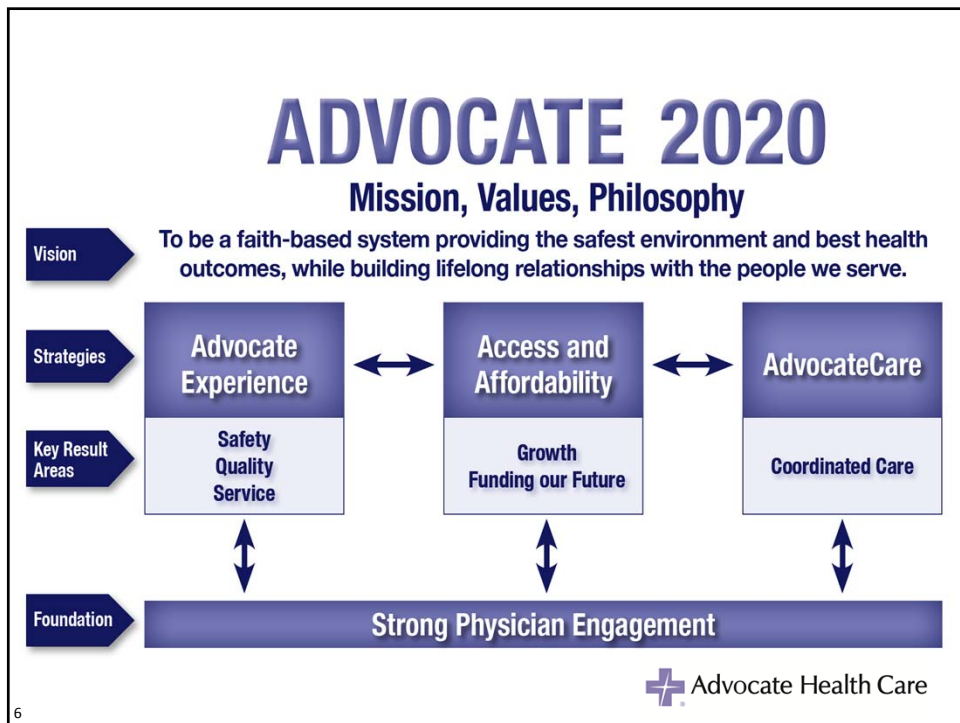 ADVOCATE 2020
Mission, Values, Philosophy
Vision
To be a faith-based system providing the safest environment and best health
outcomes, while building lifelong relationships with the people we serve.
Strategies
Advocate
Experience
Access and
Affordability
AdvocateCare
Key Result
Areas
Safety
Quality
Service
Growth
Funding our Future
Coordinated Care
Foundation
Strong Physician Engagement
Advocate Health Care
6